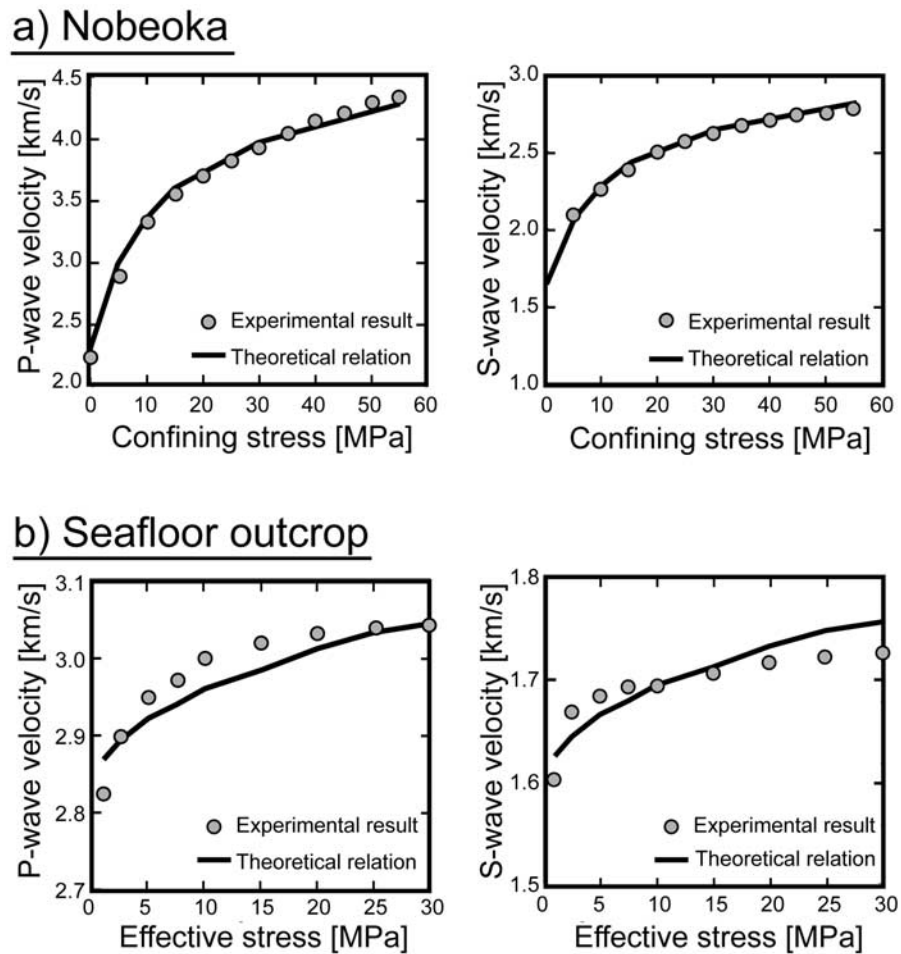 a) Nobeoka
P-wave velocity [km/s]
4.5
4.0
3.5
3.0
2.5
2.0
0 10 20 30 40 50 60
Confining stress [MPa]
Experimental result
Theoretical relation
S-wave velocity [km/s]
3.0
2.5
2.0
1.5
1.0
0 10 20 30 40 50 60
Confining stress [MPa]
Experimental result
Theoretical relation
b) Seafloor outcrop
P-wave velocity [km/s]
3.1
3.0
2.9
2.8
2.7
0 5 10 15 20 25 30
Effective stress [MPa]
Experimental result
Theoretical relation
S-wave velocity [km/s]
1.8
1.7
1.6
1.5
0 5 10 15 20 25 30
Effective stress [MPa]
Experimental result
Theoretical relation